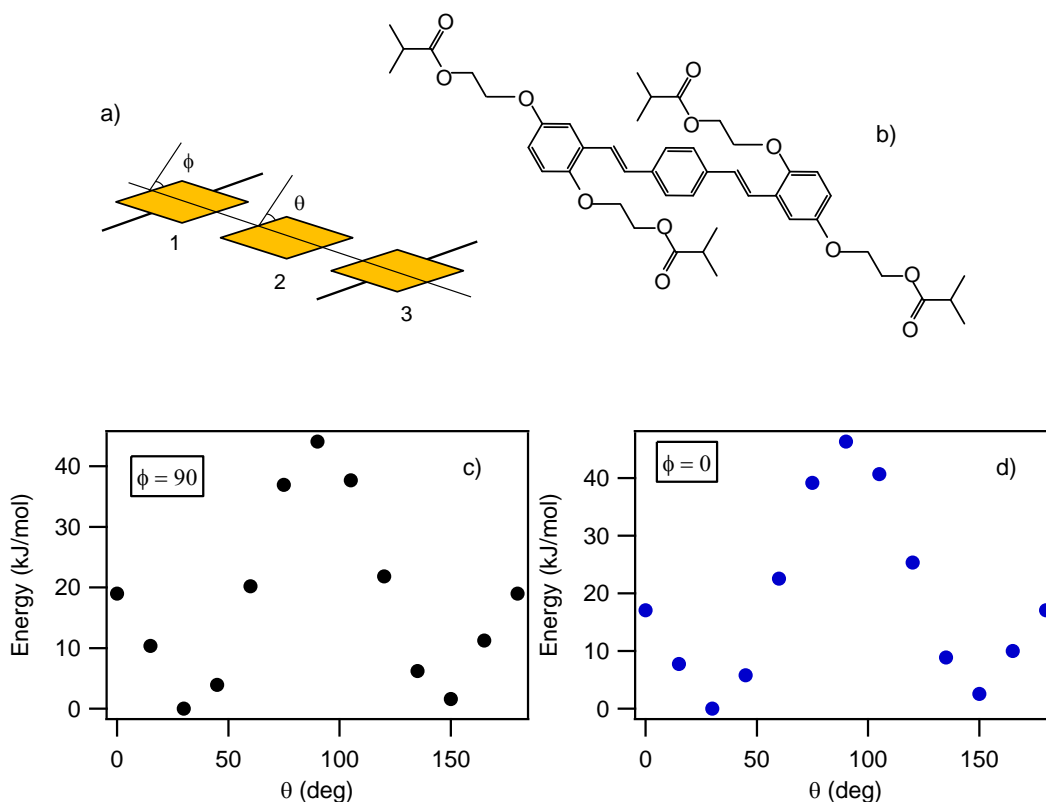 a)
ϕ
θ
1
2
3
O
O
O
O
O
O
O
O
O
O
O
O
b)
Energy (kJ/mol)
40
30
20
10
0
ϕ = 90
c)
0
50
100
150
θ (deg)
Energy (kJ/mol)
40
30
20
10
0
ϕ = 0
d)
0
50
100
150
θ (deg)